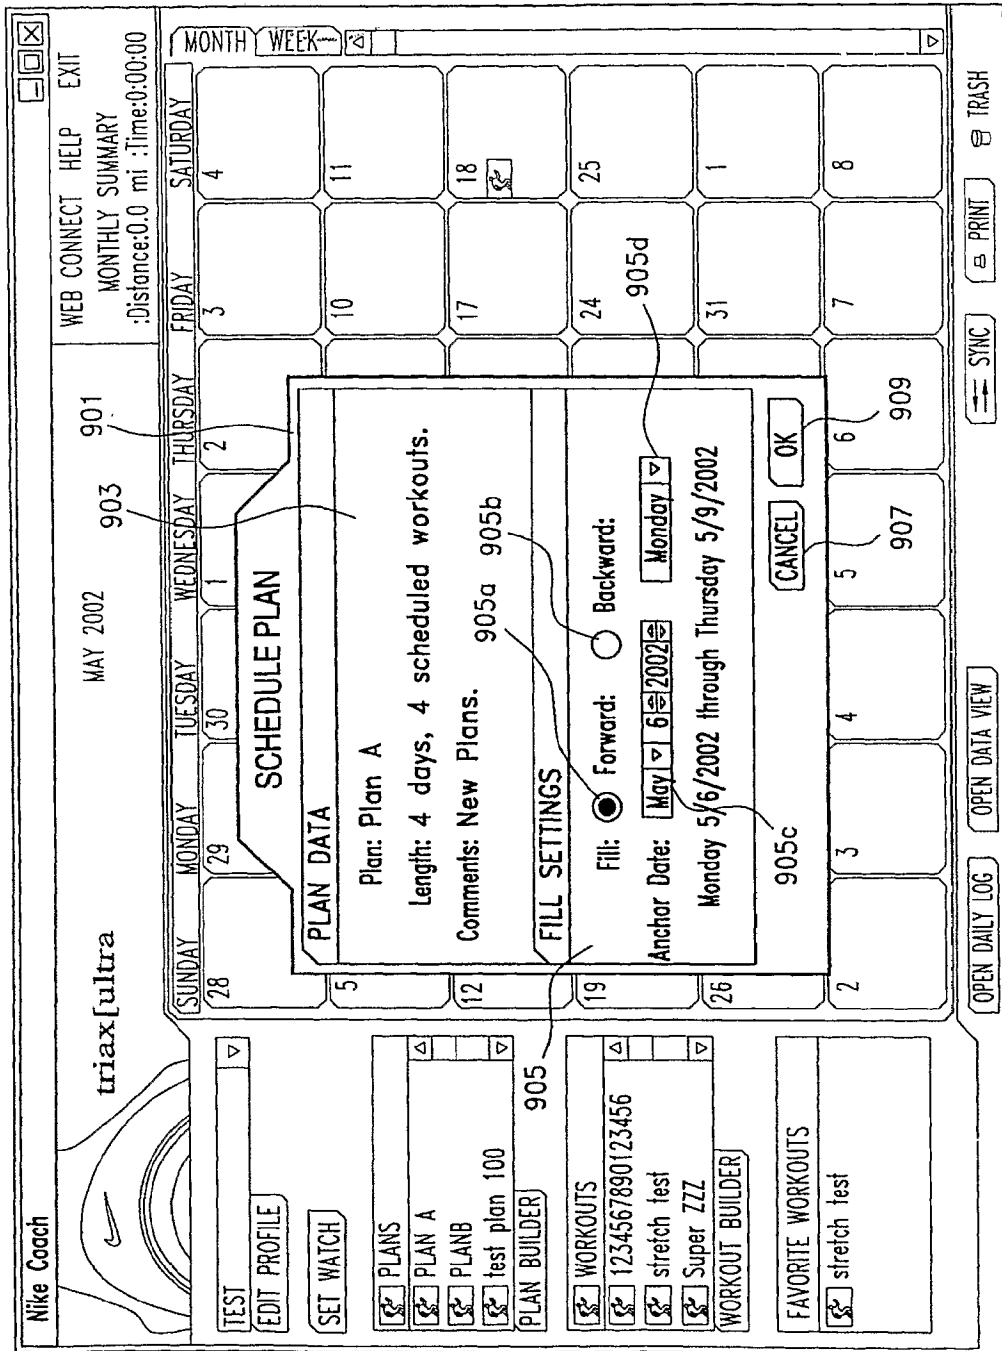 Nike Coach
triax[ultra
MAY 2002
WEB CONNECT HELP EXIT
MONTHLY SUMMARY
:Distance:0.0 mi :Time:0:00:00
TEST
EDIT PROFILE
SET WATCH
PLANS
PLAN A
PLANB
test plan 100
PLAN BUILDER
WORKOUTS
1234567890123456
stretch test
Super ZZZ
WORKOUT BUILDER
FAVORITE WORKOUTS
stretch test
SUNDAY MONDAY TUESDAY WEDNESDAY THURSDAY FRIDAY SATURDAY
MONTH WEEK
28 29 30 1 2 3 4
5 10 11
12 17 18
19 24 25
26 31 1
2 3 4 5 6 7 8
901
903
SCHEDULE PLAN
PLAN DATA
Plan: Plan A
Length: 4 days, 4 scheduled workouts.
Comments: New Plans.
905a
905b
905d
905
FILL SETTINGS
Fill: Forward: Backward:
Anchor Date: May 6 2002 Monday
Monday 5/6/2002 through Thursday 5/9/2002
905c
CANCEL OK
907
909
OPEN DAILY LOG OPEN DATA VIEW SYNC PRINT TRASH